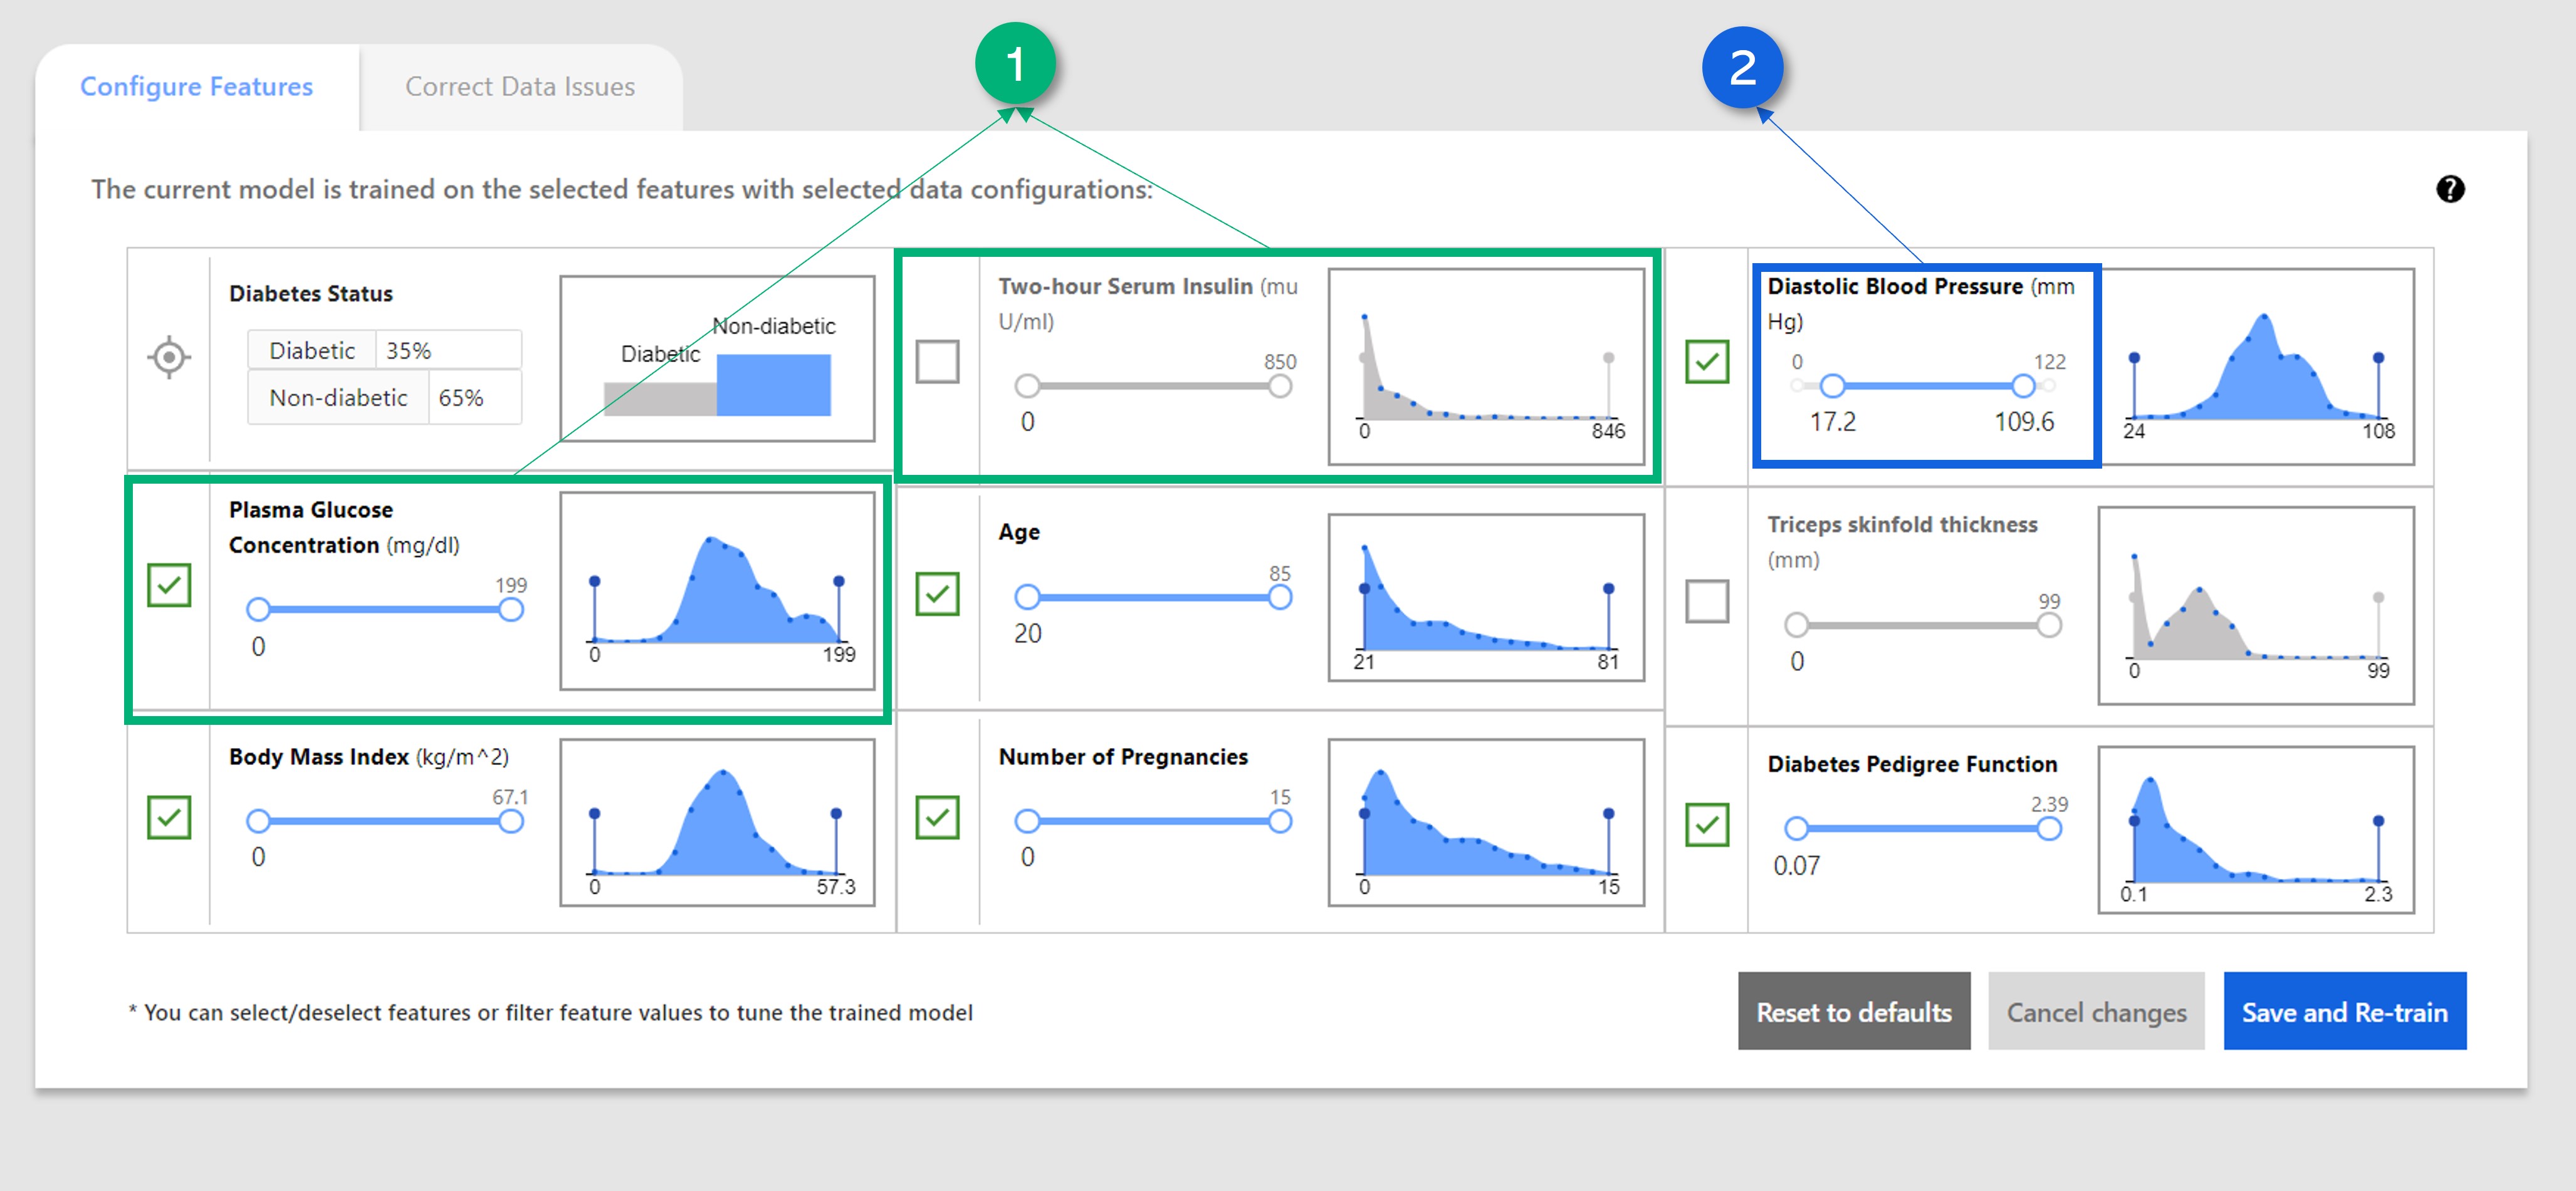 1
2
Configure Features
Correct Data Issues
The current model is trained on the selected features with selected data configurations:
?
Diabetes Status
Diabetic 35%
Non-diabetic 65%
Non-diabetic
Diabetic
Two-hour Serum Insulin (mu
U/ml)
850
0
0 846
Diastolic Blood Pressure (mm
Hg)
0 122
17.2 109.6
24 108
Plasma Glucose
Concentration (mg/dl)
199
0
0 199
Age
85
20
21 81
Triceps skinfold thickness
(mm)
99
0
0 99
Body Mass Index (kg/m^2)
67.1
0
0 57.3
Number of Pregnancies
15
0
0 15
Diabetes Pedigree Function
2.39
0.07
0.1 2.3
* You can select/deselect features or filter feature values to tune the trained model
Reset to defaults
Cancel changes
Save and Re-train